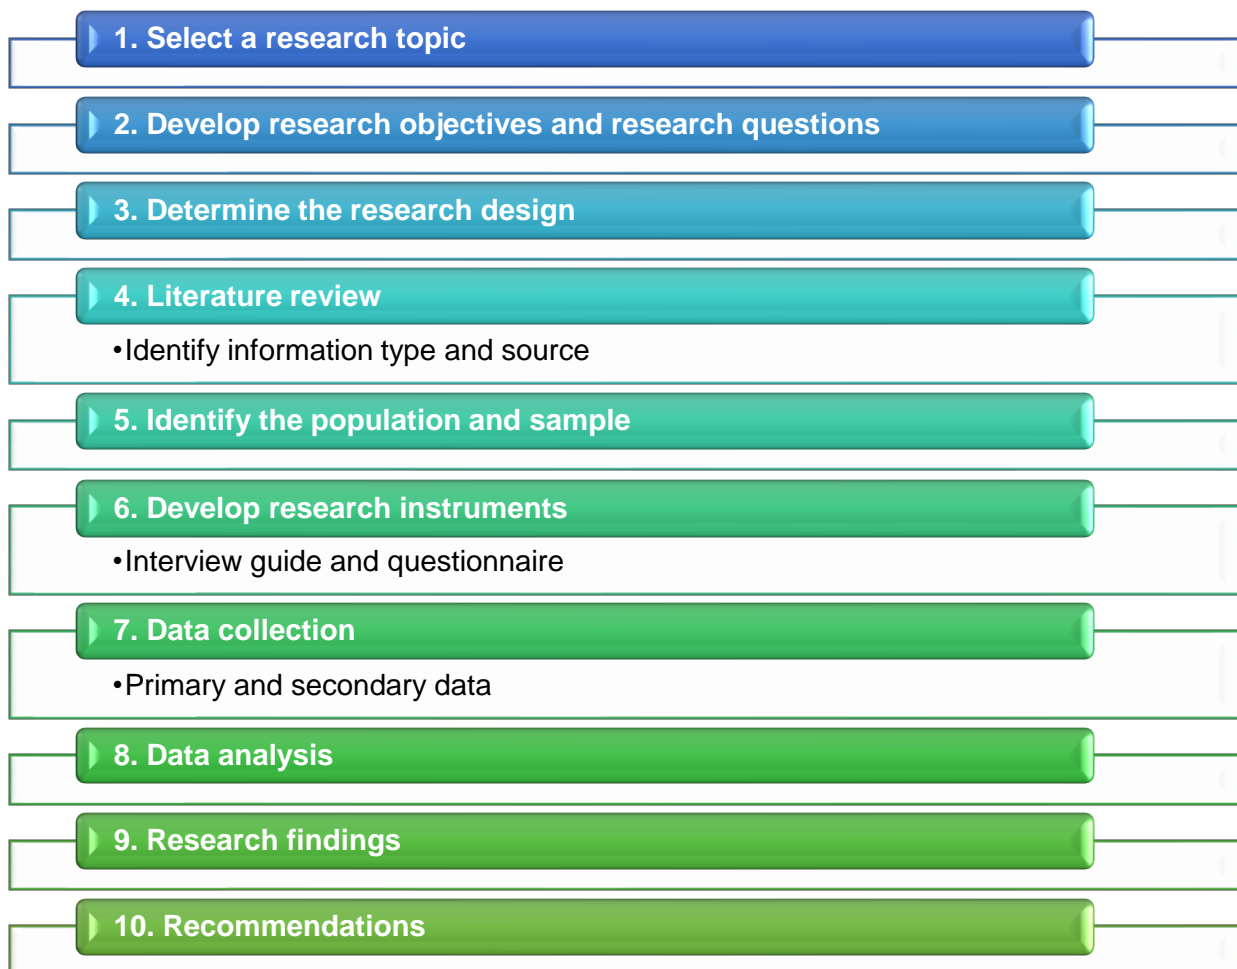 1. Select a research topic
2. Develop research objectives and research questions
3. Determine the research design
4. Literature review
•Identify information type and source
5. Identify the population and sample
6. Develop research instruments
•Interview guide and questionnaire
7. Data collection
•Primary and secondary data
8. Data analysis
9. Research findings
10. Recommendations